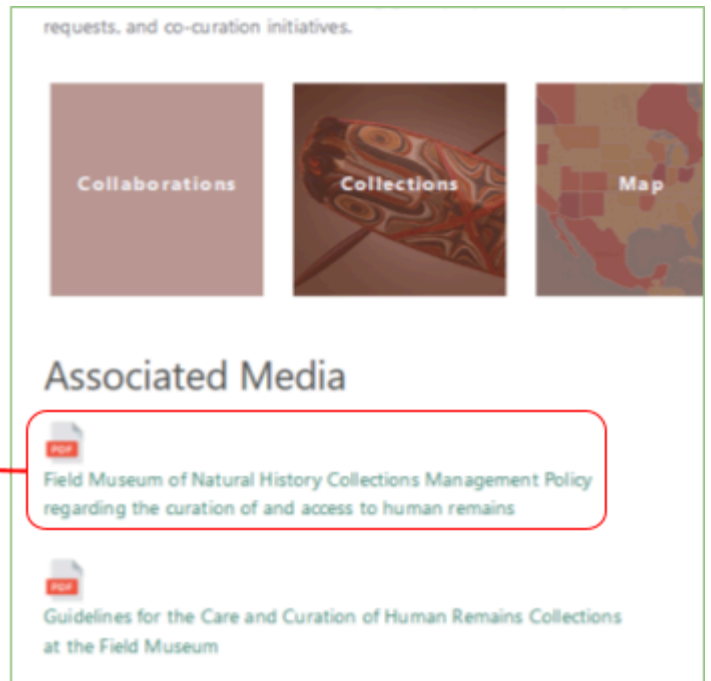 requests, and co-curation initiatives.
Collaborations
Collections
Map
Associated Media
PDF
Field Museum of Natural History Collections Management Policy
regarding the curation of and access to human remains
PDF
Guidelines for the Care and Curation of Human Remains Collections
at the Field Museum